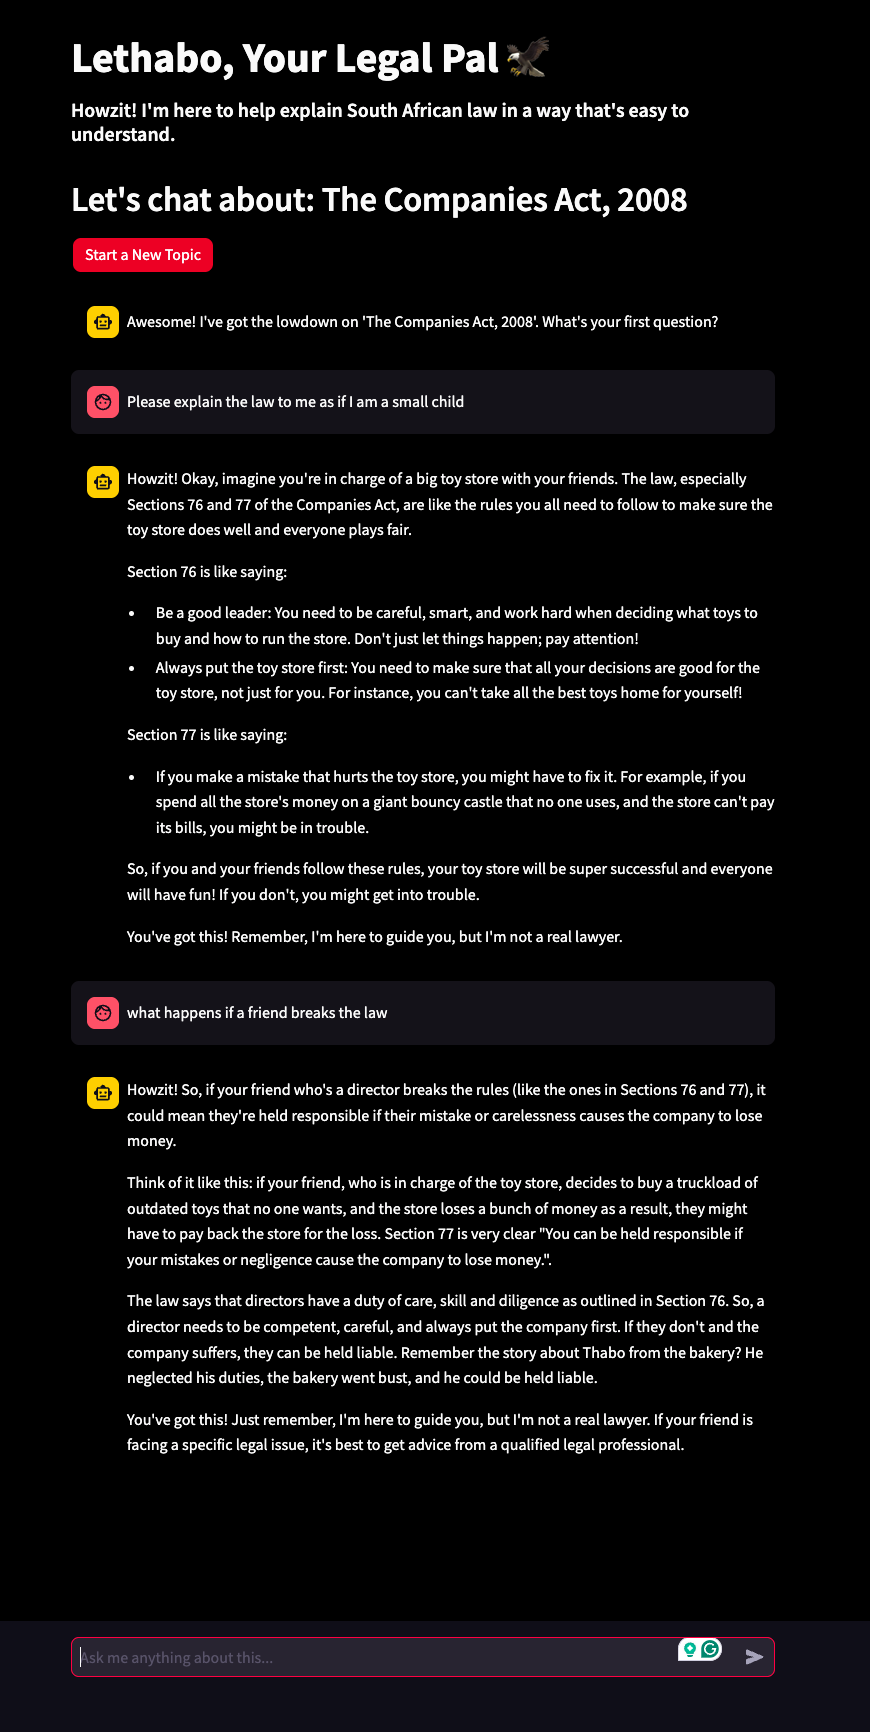 Lethabo, Your Legal Pal 🦅
Howzit! I'm here to help explain South African law in a way that's easy to
understand.
Let's chat about: The Companies Act, 2008
Start a New Topic
Awesome! I've got the lowdown on 'The Companies Act, 2008'. What's your first question?
Please explain the law to me as if I am a small child
Howzit! Okay, imagine you're in charge of a big toy store with your friends. The law, especially
Sections 76 and 77 of the Companies Act, are like the rules you all need to follow to make sure the
toy store does well and everyone plays fair.
Section 76 is like saying:
• Be a good leader: You need to be careful, smart, and work hard when deciding what toys to
buy and how to run the store. Don't just let things happen; pay attention!
• Always put the toy store first: You need to make sure that all your decisions are good for the
toy store, not just for you. For instance, you can't take all the best toys home for yourself!
Section 77 is like saying:
• If you make a mistake that hurts the toy store, you might have to fix it. For example, if you
spend all the store's money on a giant bouncy castle that no one uses, and the store can't pay
its bills, you might be in trouble.
So, if you and your friends follow these rules, your toy store will be super successful and everyone
will have fun! If you don't, you might get into trouble.
You've got this! Remember, I'm here to guide you, but I'm not a real lawyer.
what happens if a friend breaks the law
Howzit! So, if your friend who's a director breaks the rules (like the ones in Sections 76 and 77), it
could mean they're held responsible if their mistake or carelessness causes the company to lose
money.
Think of it like this: if your friend, who is in charge of the toy store, decides to buy a truckload of
outdated toys that no one wants, and the store loses a bunch of money as a result, they might
have to pay back the store for the loss. Section 77 is very clear "You can be held responsible if
your mistakes or negligence cause the company to lose money.".
The law says that directors have a duty of care, skill and diligence as outlined in Section 76. So, a
director needs to be competent, careful, and always put the company first. If they don't and the
company suffers, they can be held liable. Remember the story about Thabo from the bakery? He
neglected his duties, the bakery went bust, and he could be held liable.
You've got this! Just remember, I'm here to guide you, but I'm not a real lawyer. If your friend is
facing a specific legal issue, it's best to get advice from a qualified legal professional.
Ask me anything about this...